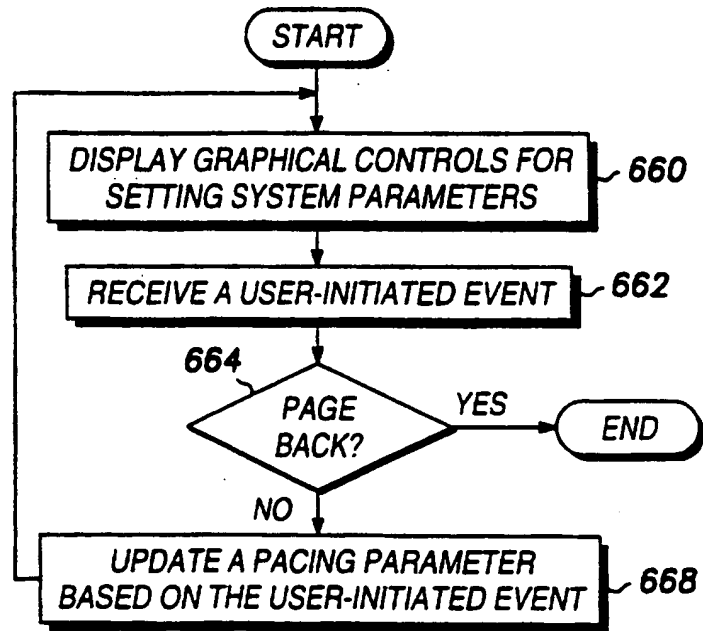 START
DISPLAY GRAPHICAL CONTROLS FOR
SETTING SYSTEM PARAMETERS
660
RECEIVE A USER-INITIATED EVENT
662
664
PAGE
BACK?
YES
END
NO
UPDATE A PACING PARAMETER
BASED ON THE USER-INITIATED EVENT
668